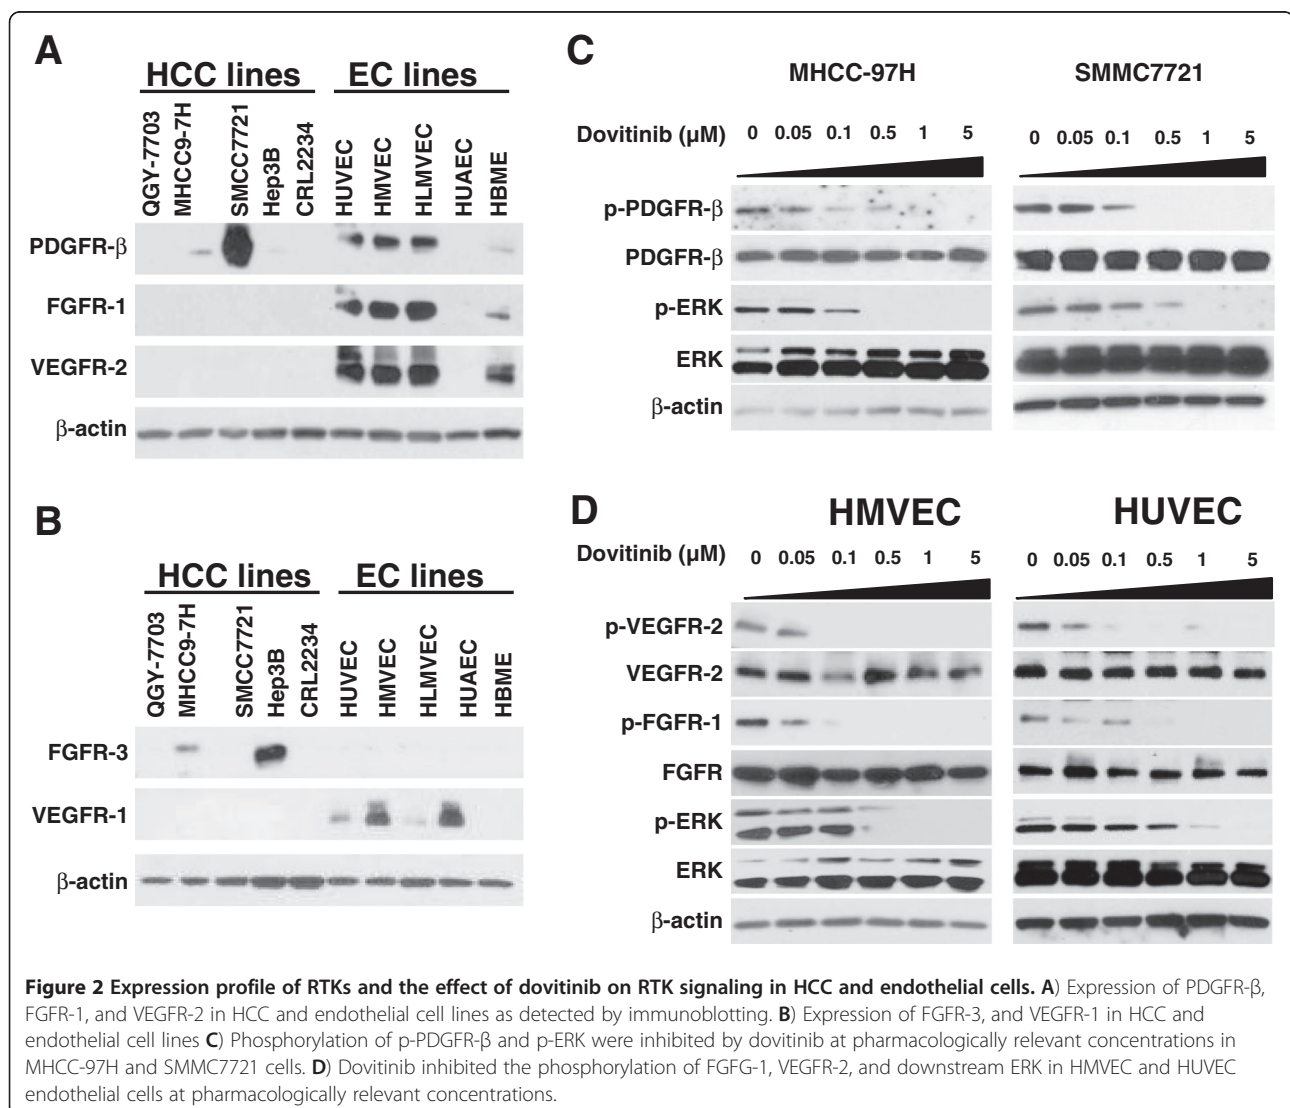 A
HCC lines EC lines
QGY-7703 MHCC9-7H SMCC7721 Hep3B CRL2234 HUVEC HMVEC HLMVEC HUAEC HBME
PDGFR-β
FGFR-1
VEGFR-2
β-actin
B
HCC lines EC lines
QGY-7703 MHCC9-7H SMCC7721 Hep3B CRL2234 HUVEC HMVEC HLMVEC HUAEC HBME
FGFR-3
VEGFR-1
β-actin
C
MHCC-97H SMMC7721
Dovitinib (µM) 0 0.05 0.1 0.5 1 5 0 0.05 0.1 0.5 1 5
p-PDGFR-β
PDGFR-β
p-ERK
ERK
β-actin
D
HMVEC HUVEC
Dovitinib (µM) 0 0.05 0.1 0.5 1 5 0 0.05 0.1 0.5 1 5
p-VEGFR-2
VEGFR-2
p-FGFR-1
FGFR
p-ERK
ERK
β-actin
Figure 2 Expression profile of RTKs and the effect of dovitinib on RTK signaling in HCC and endothelial cells. A) Expression of PDGFR-β,
FGFR-1, and VEGFR-2 in HCC and endothelial cell lines as detected by immunoblotting. B) Expression of FGFR-3, and VEGFR-1 in HCC and
endothelial cell lines C) Phosphorylation of p-PDGFR-β and p-ERK were inhibited by dovitinib at pharmacologically relevant concentrations in
MHCC-97H and SMMC7721 cells. D) Dovitinib inhibited the phosphorylation of FGFG-1, VEGFR-2, and downstream ERK in HMVEC and HUVEC
endothelial cells at pharmacologically relevant concentrations.